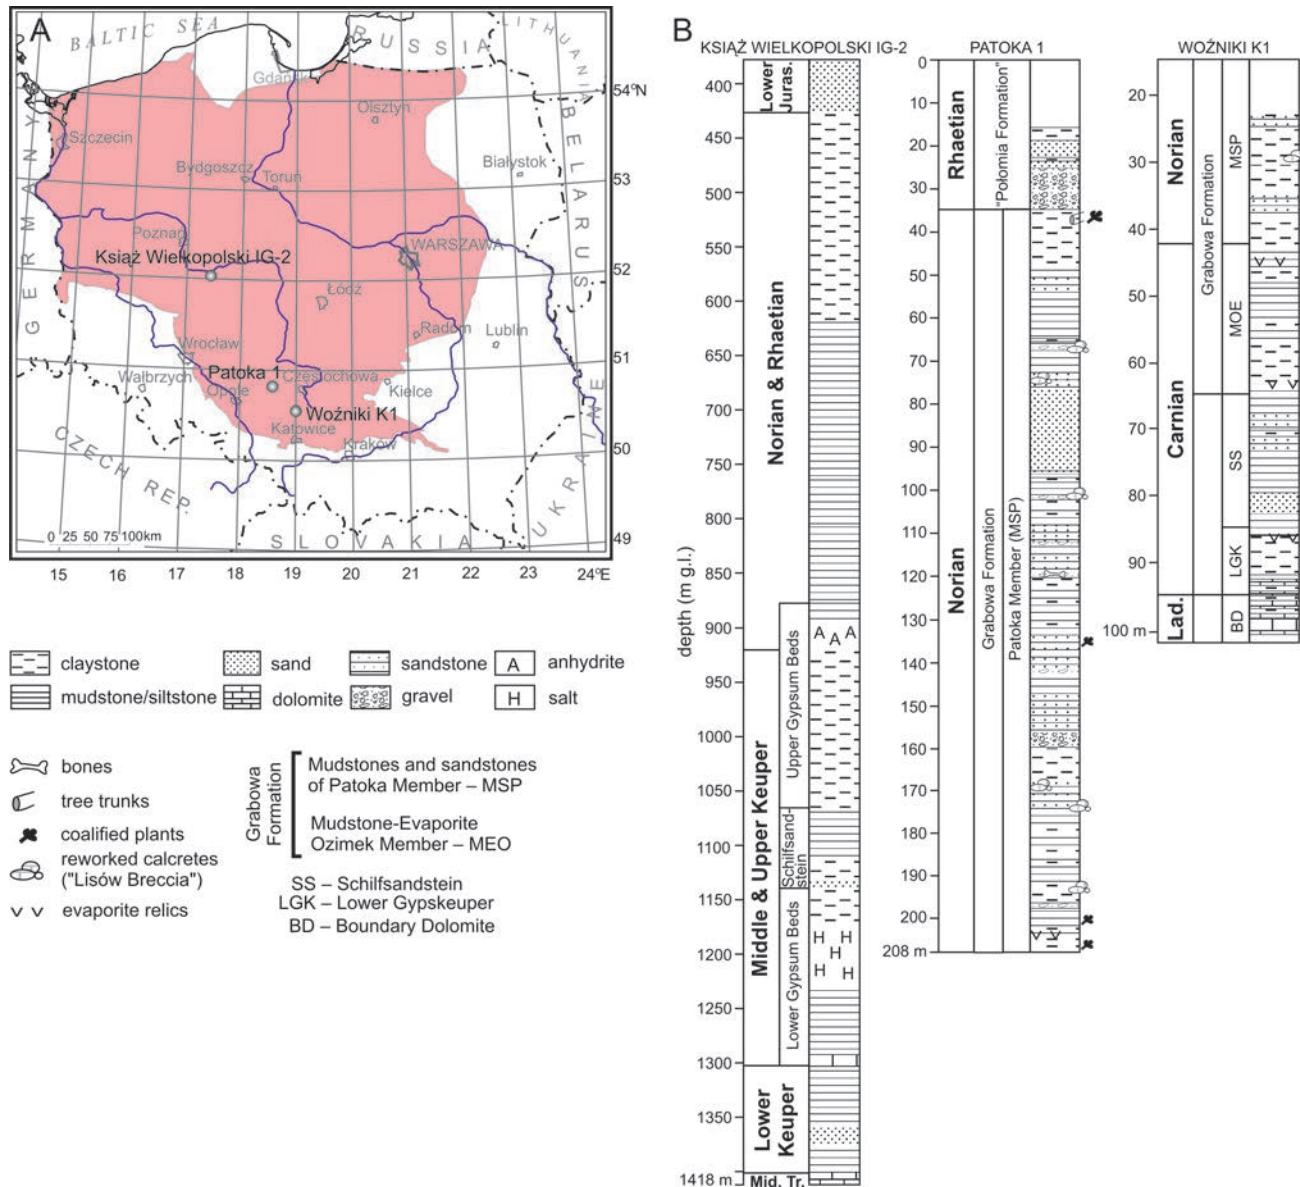 A
BALTIC SEA
RUSSIA
LITHUANIA
BELARUS
UKRAINE
SLOVAKIA
CZECH REP.
GERMANY
Gdańsk
Olsztyn
Szczecin
Bydgoszcz
Toruń
Białystok
Poznań
WARSZAWA
Książ Wielkopolski IG-2
Łódź
Radom
Lublin
Wrocław
Patoka 1
Częstochowa
Wałbrzych
Opole
Kielce
Woźniki K1
Katowice
Kraków
54°N
53
52
51
50
49
0 25 50 75 100km
15 16 17 18 19 20 21 22 23 24°E
claystone
sand
sandstone
A anhydrite
mudstone/siltstone
dolomite
gravel
H salt
bones
tree trunks
coalified plants
reworked calcretes
("Lisów Breccia")
evaporite relics
Grabowa
Formation
Mudstones and sandstones
of Patoka Member – MSP
Mudstone-Evaporite
Ozimek Member – MEO
SS – Schilfsandstein
LGK – Lower Gypskeuper
BD – Boundary Dolomite
B
KSIĄŻ WIELKOPOLSKI IG-2
depth (m g.l.)
400
450
500
550
600
650
700
750
800
850
900
950
1000
1050
1100
1150
1200
1250
1300
1350
1418 m
Lower
Juras.
Norian & Rhaetian
Middle & Upper Keuper
Lower
Keuper
Mid. Tr.
Upper Gypsum Beds
Schilfsand-
stein
Lower Gypsum Beds
A A A
A A
H H
H
H H
PATOKA 1
0
10
20
30
40
50
60
70
80
90
100
110
120
130
140
150
160
170
180
190
200
208 m
Rhaetian
"Połomia Formation"
Norian
Grabowa Formation
Patoka Member (MSP)
WOŹNIKI K1
20
30
40
50
60
70
80
90
100 m
Norian
Carnian
Lad.
Grabowa Formation
MSP
MOE
SS
LGK
BD